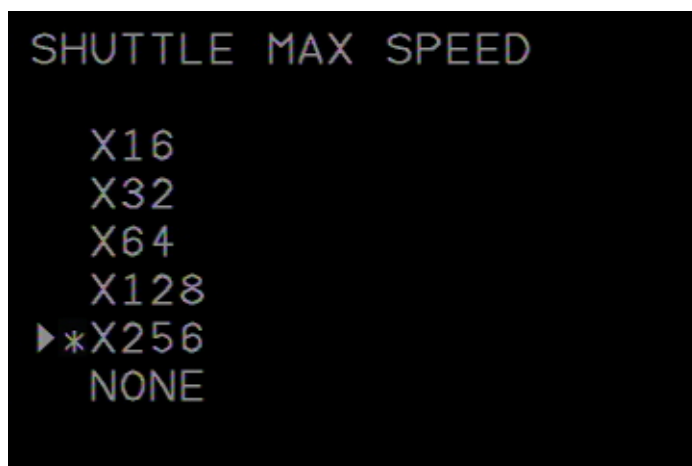 SHUTTLE MAX SPEED
X16
X32
X64
X128
▶*X256
NONE